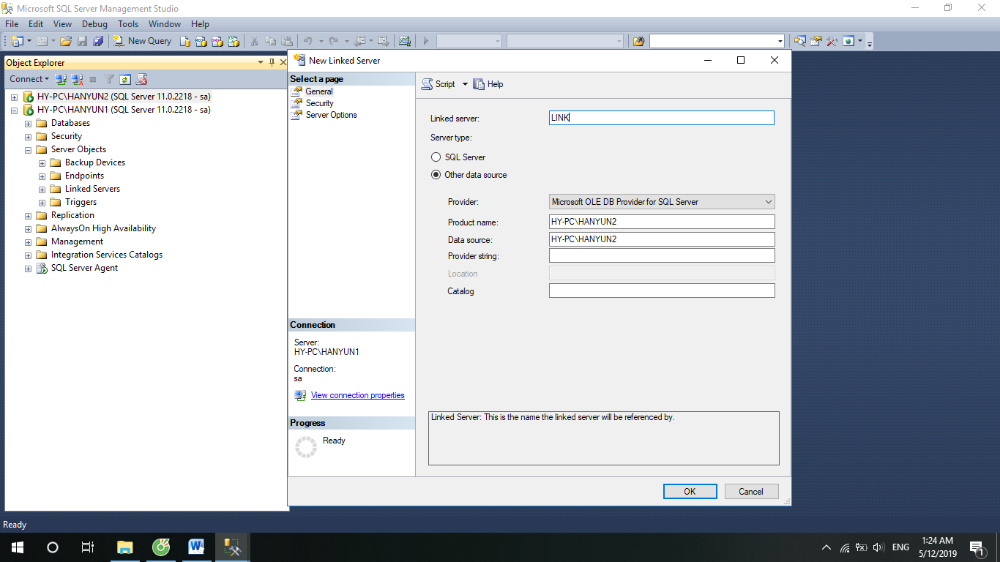 Microsoft SQL Server Management Studio
File Edit View Debug Tools Window Help
New Query
Object Explorer
Connect
HY-PC\HANYUN2 (SQL Server 11.0.2218 - sa)
HY-PC\HANYUN1 (SQL Server 11.0.2218 - sa)
Databases
Security
Server Objects
Backup Devices
Endpoints
Linked Servers
Triggers
Replication
AlwaysOn High Availability
Management
Integration Services Catalogs
SQL Server Agent
New Linked Server
Select a page
General
Security
Server Options
Connection
Server:
HY-PC\HANYUN1
Connection:
sa
View connection properties
Progress
Ready
Script Help
Linked server: LINK
Server type:
SQL Server
Other data source
Provider: Microsoft OLE DB Provider for SQL Server
Product name: HY-PC\HANYUN2
Data source: HY-PC\HANYUN2
Provider string:
Location
Catalog
Linked Server: This is the name the linked server will be referenced by.
OK Cancel
Ready
ENG
1:24 AM
5/12/2019
1